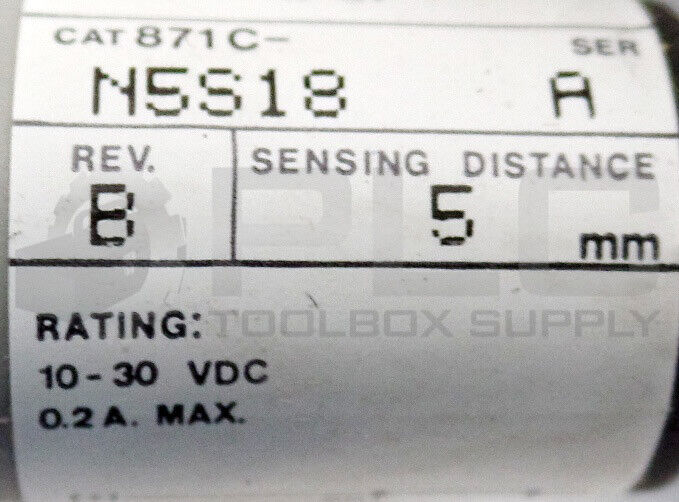 CAT 871C- SER
N5S18 A
REV. SENSING DISTANCE
B 5 mm
PLC
TOOLBOX SUPPLY
RATING:
10-30 VDC
0.2 A. MAX.